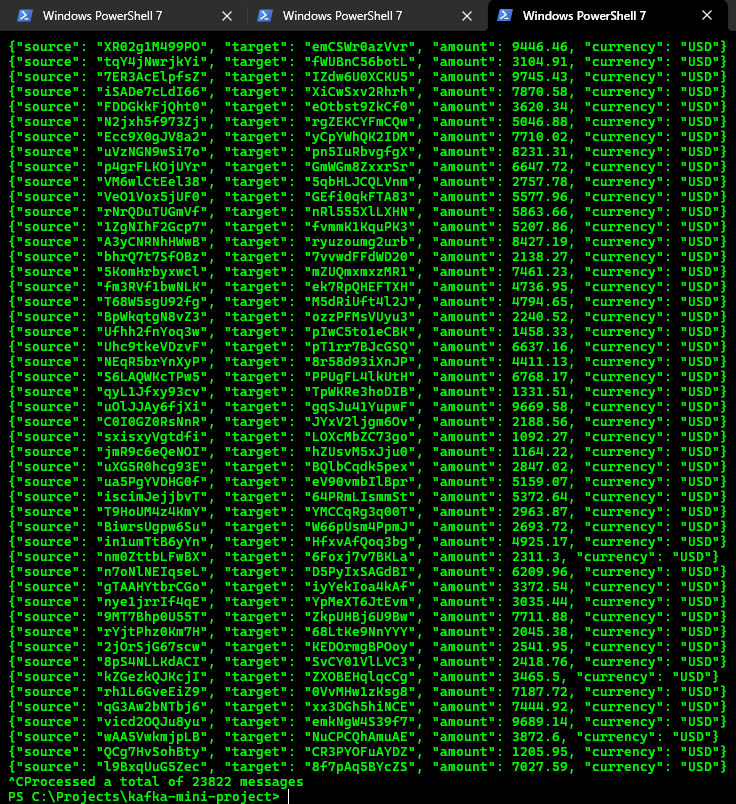 Windows PowerShell 7
Windows PowerShell 7
Windows PowerShell 7
{"source": "XR02g1M499PO", "target": "emCSWr0azVvr", "amount": 9446.46, "currency": "USD"}
{"source": "tqY4jNwrjkYi", "target": "fWUBnC56botL", "amount": 3104.91, "currency": "USD"}
{"source": "7ER3AcElpfsZ", "target": "IZdw6U0XCKU5", "amount": 9745.43, "currency": "USD"}
{"source": "iSADe7cLdI66", "target": "XiCwSxv2Rhrh", "amount": 7870.58, "currency": "USD"}
{"source": "FDDGkkFjQht0", "target": "eOtbst9ZkCf0", "amount": 3620.34, "currency": "USD"}
{"source": "N2jxh5f973Zj", "target": "rgZEKCYFmCQw", "amount": 5046.88, "currency": "USD"}
{"source": "Ecc9X0gJV8a2", "target": "yCpYWhQK2IDM", "amount": 7710.02, "currency": "USD"}
{"source": "uVzNGN9wSi7o", "target": "pn5IuRbvgfgX", "amount": 8231.31, "currency": "USD"}
{"source": "p4grFLKOjUYr", "target": "GmWGm8ZxxrSr", "amount": 6647.72, "currency": "USD"}
{"source": "VM6wlCtEel38", "target": "5qbHLJCQLVnm", "amount": 2757.78, "currency": "USD"}
{"source": "VeO1Vox5jUF0", "target": "GEfi0qkFTA83", "amount": 5577.96, "currency": "USD"}
{"source": "rNrQDuTUGmVf", "target": "nRl555XlLXHN", "amount": 5863.66, "currency": "USD"}
{"source": "1ZgNIhF2Gcp7", "target": "fvmmK1KquPK3", "amount": 5207.86, "currency": "USD"}
{"source": "A3yCNRNhHWwB", "target": "ryuzoumg2urb", "amount": 8427.19, "currency": "USD"}
{"source": "bhrQ7t7SfOBz", "target": "7vvwdFFdWD20", "amount": 2138.27, "currency": "USD"}
{"source": "5KomHrbyxwcl", "target": "mZUQmxmxzMR1", "amount": 7461.23, "currency": "USD"}
{"source": "fm3RVf1bwNLK", "target": "ek7RpQHEFTXH", "amount": 4736.95, "currency": "USD"}
{"source": "T68W5sgU92fg", "target": "M5dRiUft4l2J", "amount": 4794.65, "currency": "USD"}
{"source": "BpWkqtgN8vZ3", "target": "ozzPFMsVUyu3", "amount": 2240.52, "currency": "USD"}
{"source": "Ufhh2fnYoq3w", "target": "pIwC5to1eCBK", "amount": 1458.33, "currency": "USD"}
{"source": "Uhc9tkeVDzvF", "target": "pT1rr7BJcGSQ", "amount": 6637.16, "currency": "USD"}
{"source": "NEqR5brYnXyP", "target": "8r58d93iXnJP", "amount": 4411.13, "currency": "USD"}
{"source": "S6LAQWKcTPw5", "target": "PPUgFL4lkUtH", "amount": 6768.17, "currency": "USD"}
{"source": "qyL1Jfxy93cv", "target": "TpWKRe3hoDIB", "amount": 1331.51, "currency": "USD"}
{"source": "uOlJJAy6fjXi", "target": "gqSJu41YupwF", "amount": 9669.58, "currency": "USD"}
{"source": "C0I0GZ0RsNnR", "target": "JYxV2ljgm6Ov", "amount": 2188.56, "currency": "USD"}
{"source": "sxisxyVgtdfi", "target": "LOXcMbZC73go", "amount": 1092.27, "currency": "USD"}
{"source": "jmR9c6eQeNOI", "target": "hZUsvM5xJju0", "amount": 1164.22, "currency": "USD"}
{"source": "uXG5R0hcg93E", "target": "BQlbCqdk5pex", "amount": 2847.02, "currency": "USD"}
{"source": "ua5PgYVDHG0f", "target": "eV90vmbIlBpr", "amount": 5159.07, "currency": "USD"}
{"source": "iscimJejjbvT", "target": "64PRmLIsmmSt", "amount": 5372.64, "currency": "USD"}
{"source": "T9HoUM4z4KmY", "target": "YMCCqRg3q00T", "amount": 2963.87, "currency": "USD"}
{"source": "BiwrsUgpw6Su", "target": "W66pUsm4PpmJ", "amount": 2693.72, "currency": "USD"}
{"source": "in1umTtB6yYn", "target": "HfxvAfQoq3bg", "amount": 4925.17, "currency": "USD"}
{"source": "nm0ZttbLFwBX", "target": "6Foxj7v7BKLa", "amount": 2311.3, "currency": "USD"}
{"source": "n7oNlNEIqseL", "target": "D5PyIxSAGdBI", "amount": 6209.96, "currency": "USD"}
{"source": "gTAAHYtbrCGo", "target": "iyYekIoa4kAf", "amount": 3372.54, "currency": "USD"}
{"source": "nye1jrrIf4qE", "target": "YpMeXT6JtEvm", "amount": 3035.44, "currency": "USD"}
{"source": "9MT7Bhp0U55T", "target": "ZkpUHBj6U9Bw", "amount": 7711.88, "currency": "USD"}
{"source": "rYjtPhz0Km7H", "target": "68LtKe9NnYYY", "amount": 2045.38, "currency": "USD"}
{"source": "2jOrSjG67scw", "target": "KEDOrmgBPOoy", "amount": 2541.95, "currency": "USD"}
{"source": "8pS4NLLKdACI", "target": "SvCY01VlLVC3", "amount": 2418.76, "currency": "USD"}
{"source": "kZGezkQJKcjI", "target": "ZXOBEHqlqcCg", "amount": 3465.5, "currency": "USD"}
{"source": "rh1L6GveEiZ9", "target": "0VvMHw1zksg8", "amount": 7187.72, "currency": "USD"}
{"source": "qG3Aw2bNTbj6", "target": "xx3DGh5hiNCE", "amount": 7444.92, "currency": "USD"}
{"source": "vicd2OQJu8yu", "target": "emkNgW4S39f7", "amount": 9689.14, "currency": "USD"}
{"source": "wAA5VwkmjpLB", "target": "NuCPCQhAmuAE", "amount": 3872.6, "currency": "USD"}
{"source": "QCg7HvSohBty", "target": "CR3PYOFuAYDZ", "amount": 1205.95, "currency": "USD"}
{"source": "l9BxqUuG5Zec", "target": "8f7pAq5BYcZS", "amount": 7027.59, "currency": "USD"}
^CProcessed a total of 23822 messages
PS C:\Projects\kafka-mini-project>